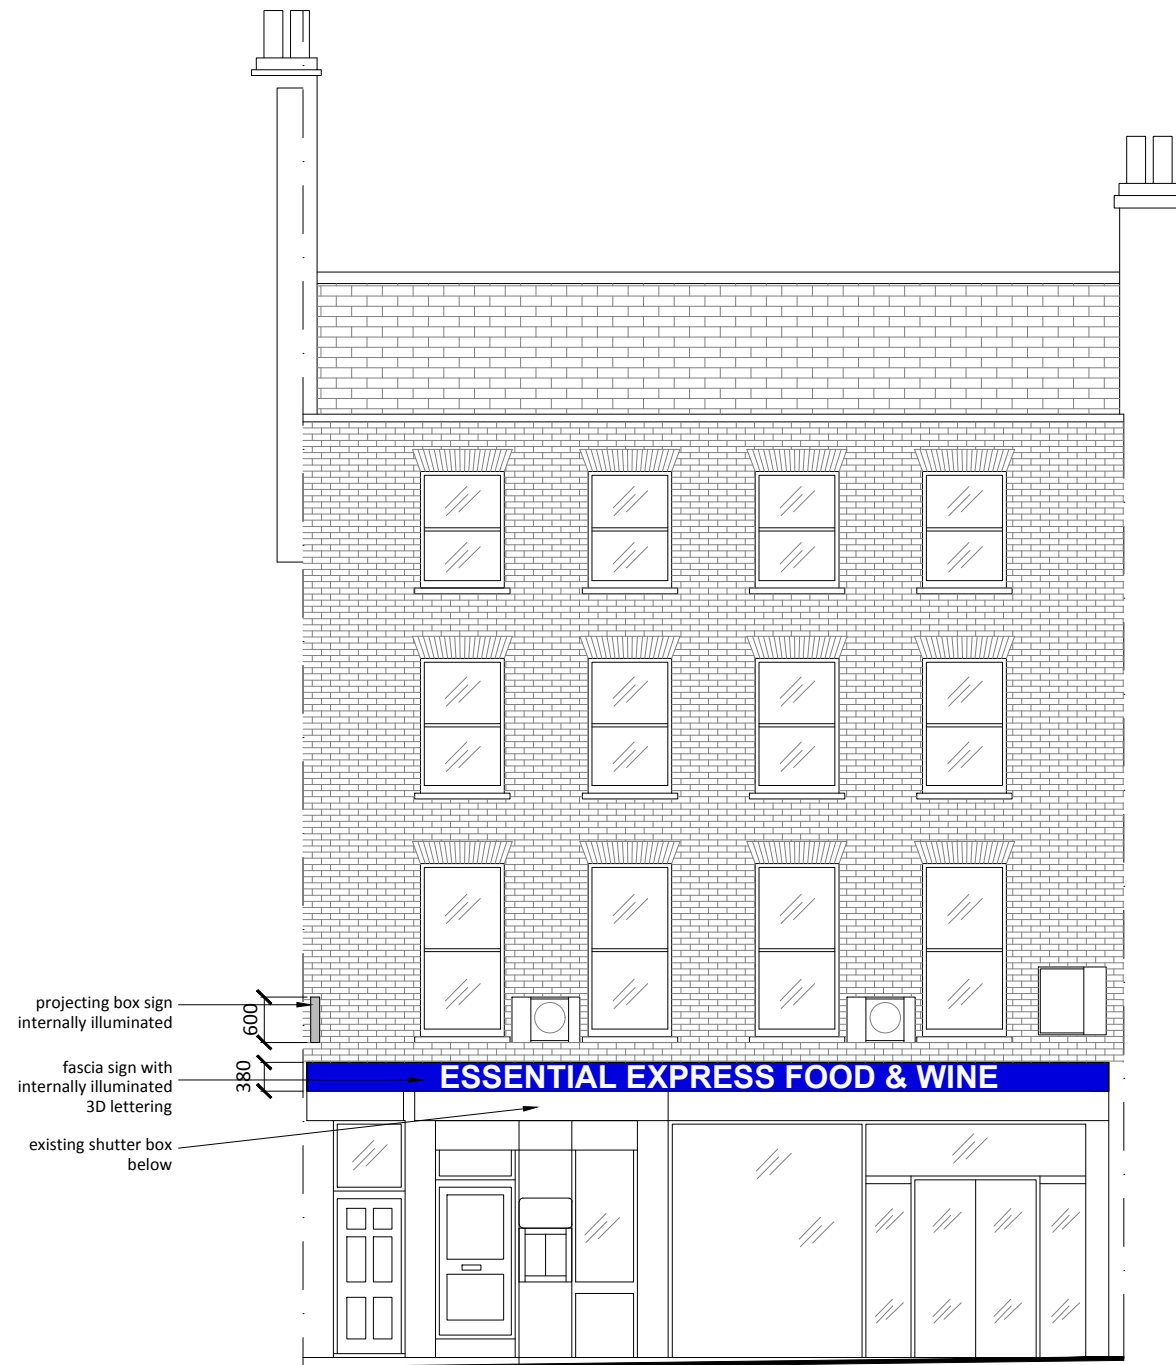 projecting box sign
internally illuminated
600
fascia sign with
internally illuminated
3D lettering
380
ESSENTIAL EXPRESS FOOD & WINE
existing shutter box
below